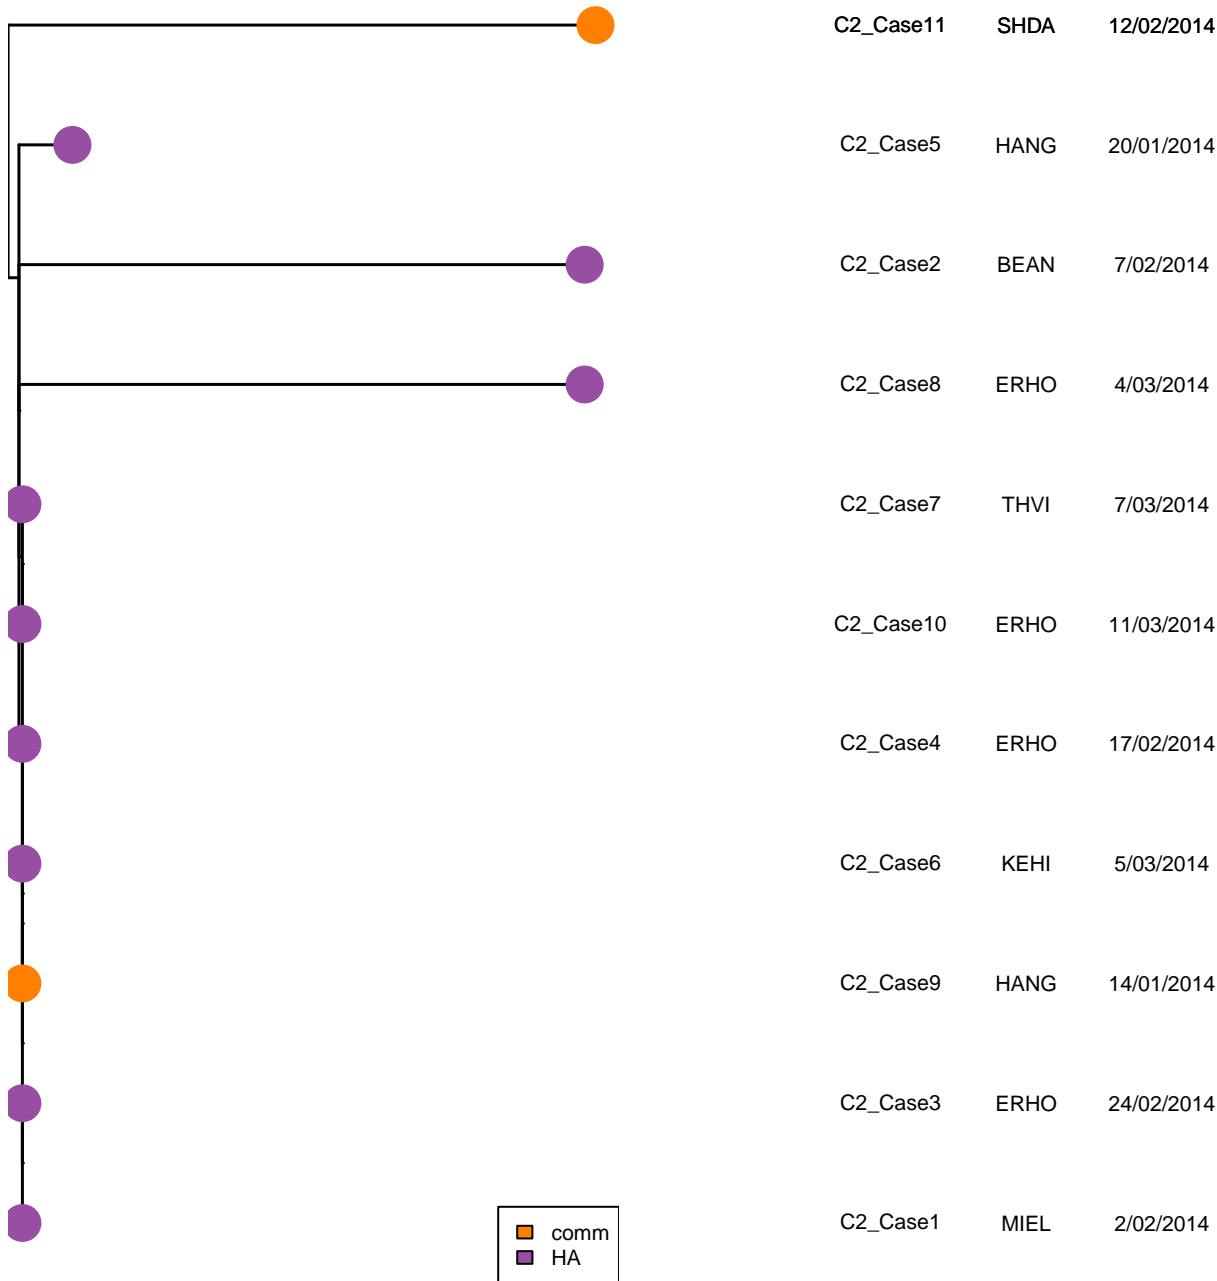 C2_Case11 SHDA 12/02/2014
C2_Case5 HANG 20/01/2014
C2_Case2 BEAN 7/02/2014
C2_Case8 ERHO 4/03/2014
C2_Case7 THVI 7/03/2014
C2_Case10 ERHO 11/03/2014
C2_Case4 ERHO 17/02/2014
C2_Case6 KEHI 5/03/2014
C2_Case9 HANG 14/01/2014
C2_Case3 ERHO 24/02/2014
C2_Case1 MIEL 2/02/2014
comm
HA